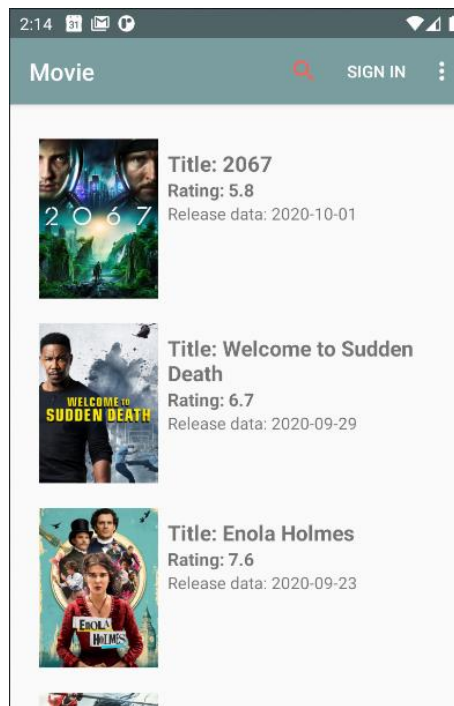 2:14 31
Movie SIGN IN
2067
Title: 2067
Rating: 5.8
Release data: 2020-10-01
WELCOME TO
SUDDEN DEATH
Title: Welcome to Sudden
Death
Rating: 6.7
Release data: 2020-09-29
ENOLA
HOLMES
Title: Enola Holmes
Rating: 7.6
Release data: 2020-09-23